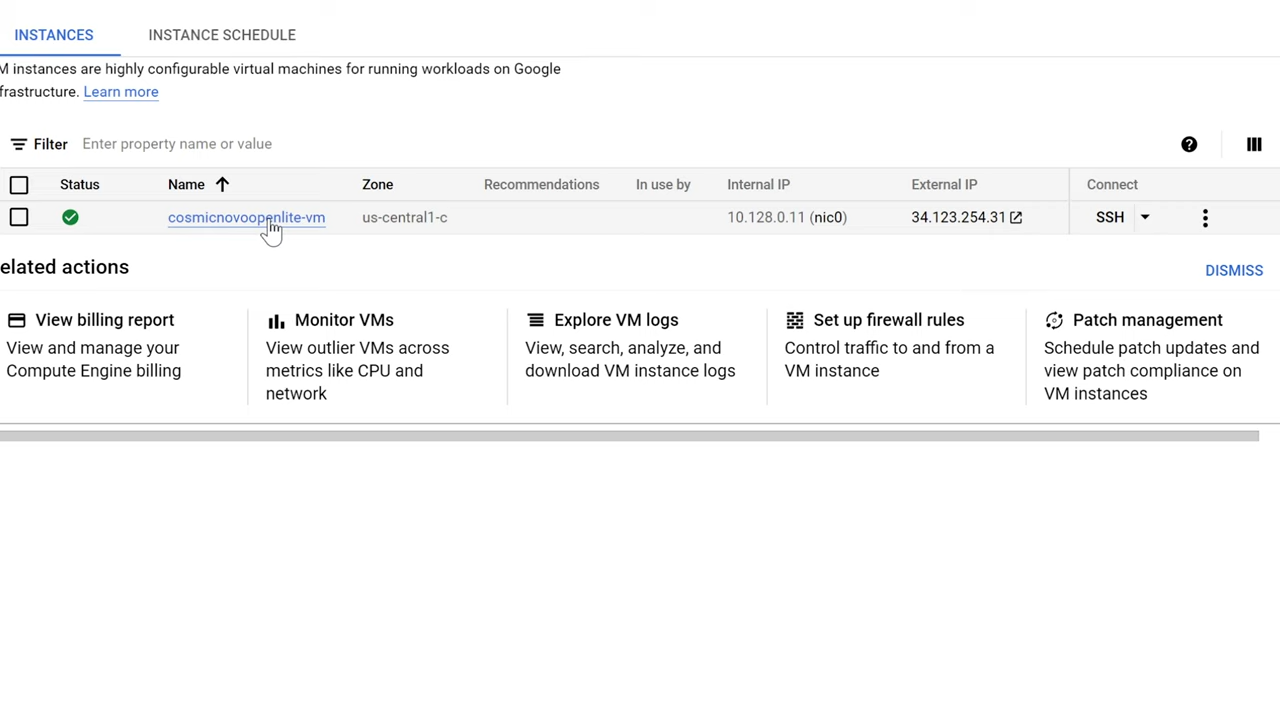 INSTANCES INSTANCE SCHEDULE
M instances are highly configurable virtual machines for running workloads on Google
frastructure. Learn more
Filter Enter property name or value
Status Name Zone Recommendations In use by Internal IP External IP Connect
cosmicnovoopenlite-vm us-central1-c 10.128.0.11 (nic0) 34.123.254.31 SSH
elated actions DISMISS
View billing report
View and manage your
Compute Engine billing
Monitor VMs
View outlier VMs across
metrics like CPU and
network
Explore VM logs
View, search, analyze, and
download VM instance logs
Set up firewall rules
Control traffic to and from a
VM instance
Patch management
Schedule patch updates and
view patch compliance on
VM instances